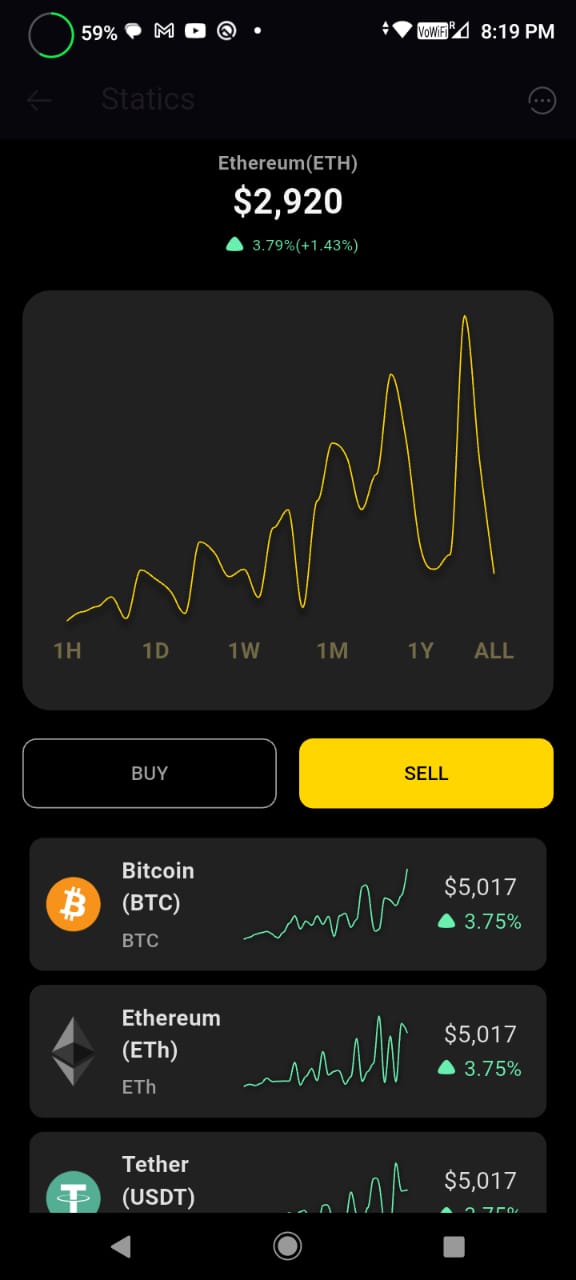 59% 8:19 PM
VoWiFi R
Statics
Ethereum(ETH)
$2,920
3.79%(+1.43%)
1H 1D 1W 1M 1Y ALL
BUY SELL
Bitcoin
(BTC)
BTC
$5,017
3.75%
Ethereum
(ETh)
ETh
$5,017
3.75%
Tether
(USDT)
$5,017
3.75%